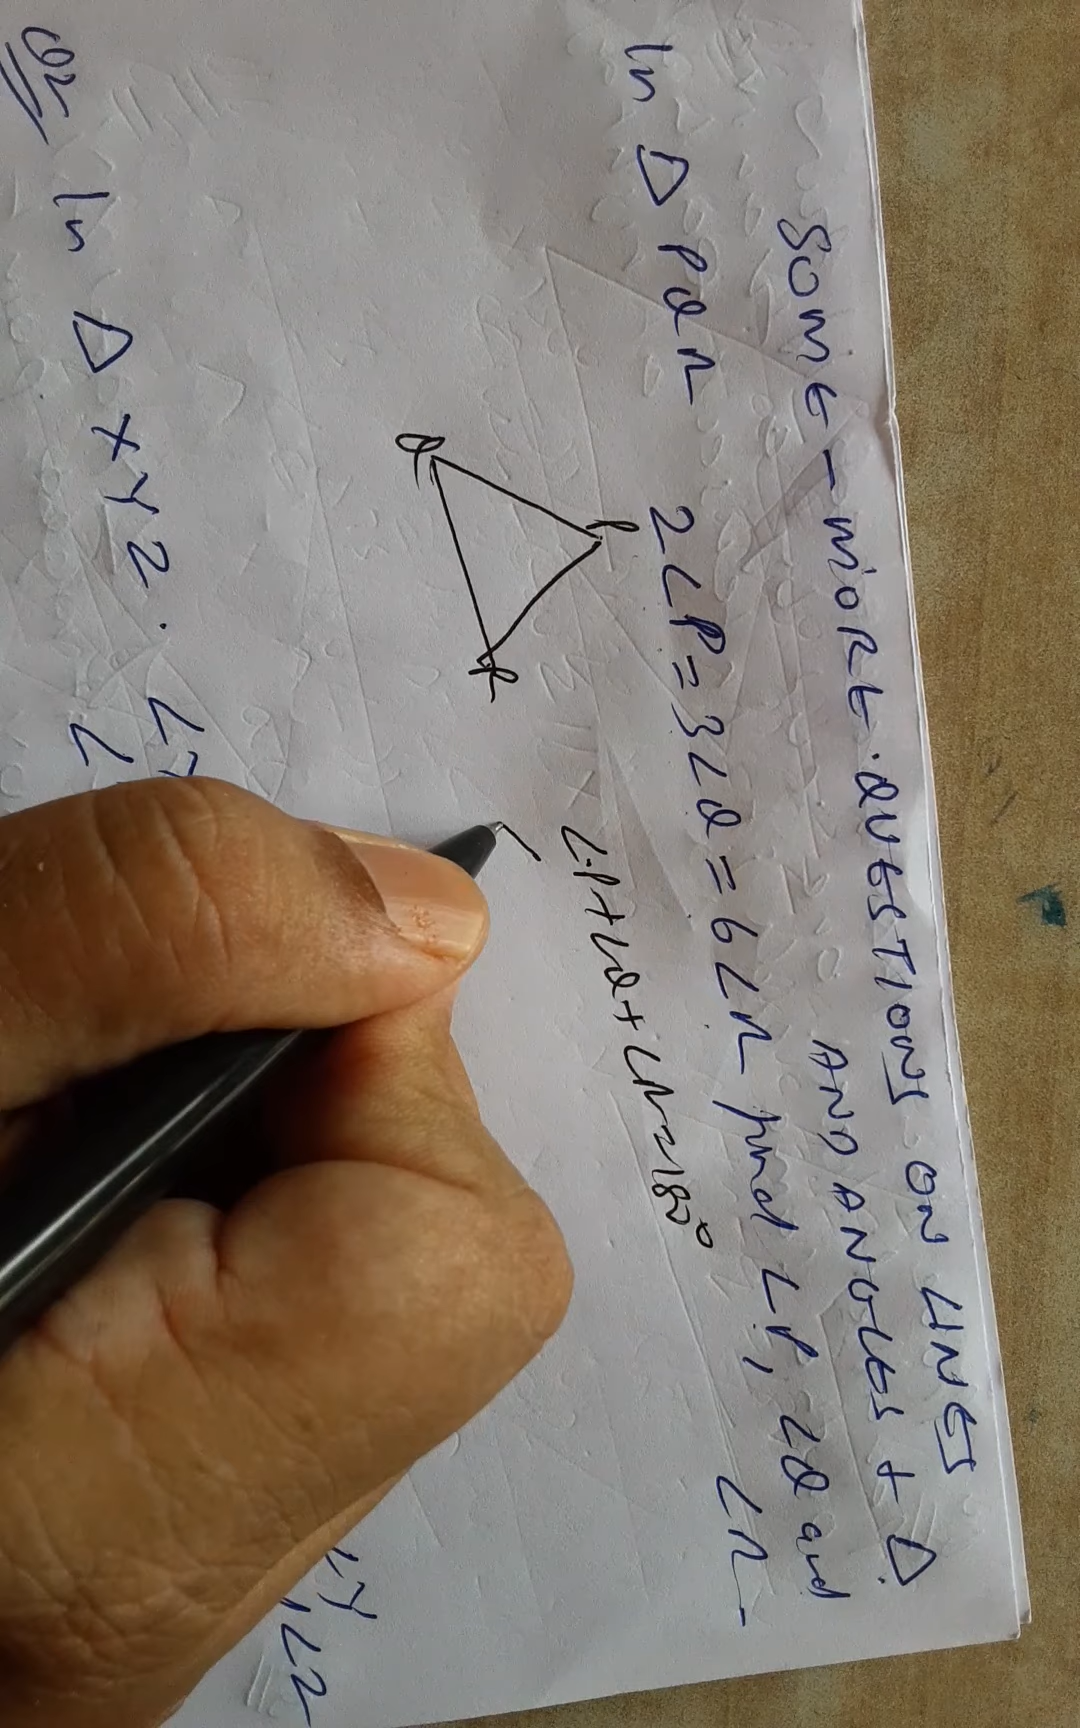 SOME - MORE QUESTIONS ON LINES
AND ANGLES + Δ.
In Δ PQR 2∠P = 3∠Q = 6∠R find ∠P, ∠Q and
∠R
P
Q
R
∠P + ∠Q + ∠R = 180°
Q2 In Δ XYZ.
∠Y
∠Z